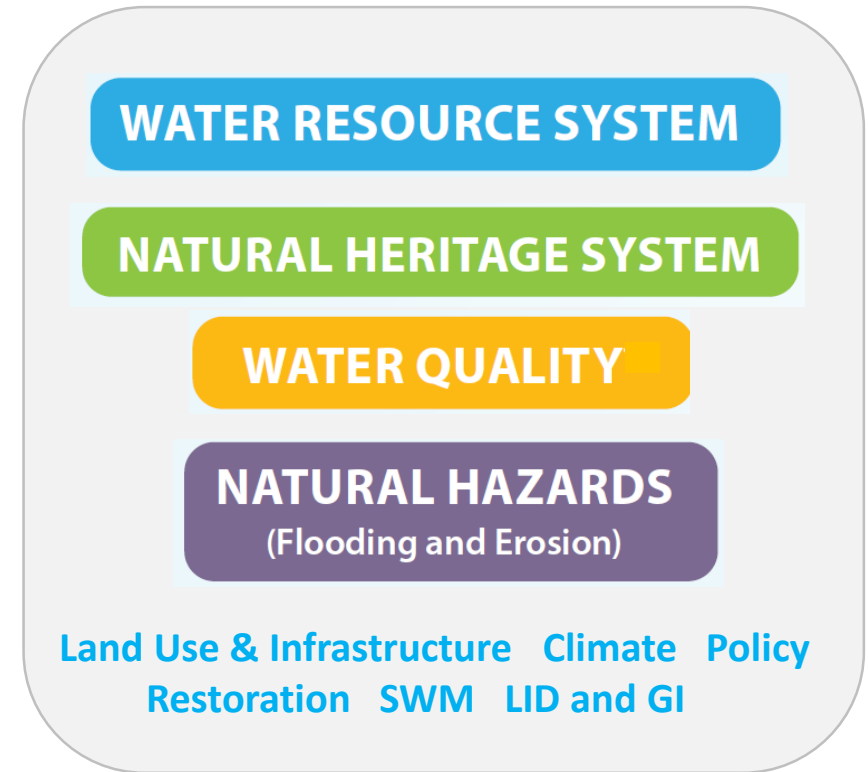 WATER RESOURCE SYSTEM
NATURAL HERITAGE SYSTEM
WATER QUALITY
NATURAL HAZARDS
(Flooding and Erosion)
Land Use & Infrastructure Climate Policy
Restoration SWM LID and GI